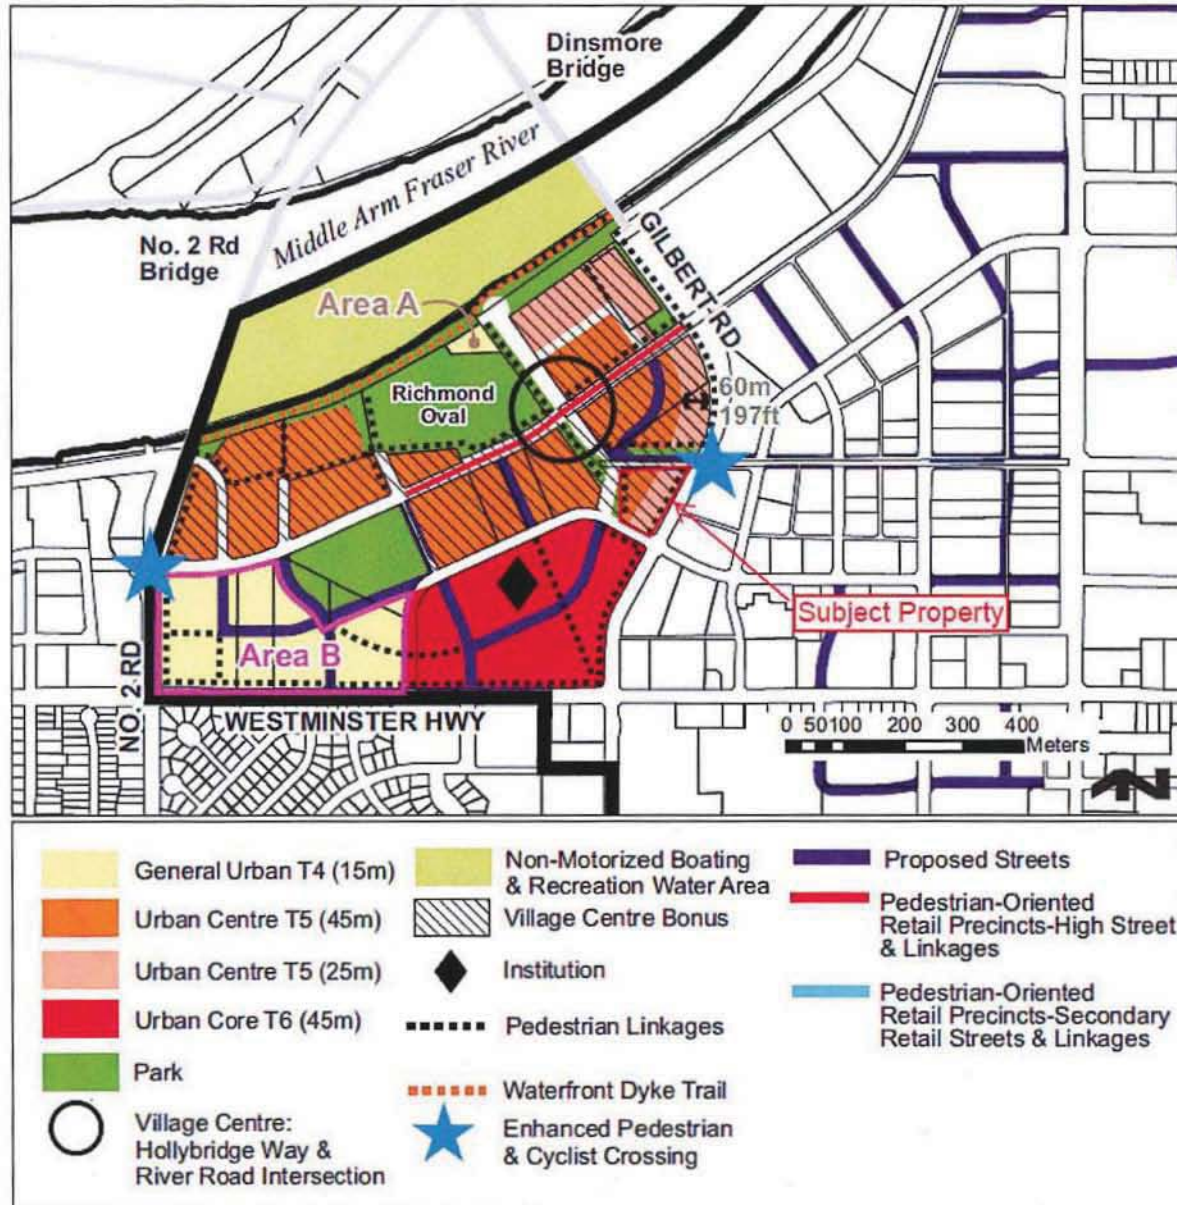 Dinsmore
Bridge
Middle Arm Fraser River
No. 2 Rd
Bridge
GILBERT RD
Area A
Richmond
Oval
60m
197ft
Subject Property
Area B
NO. 2 RD
WESTMINSTER HWY
0 50 100 200 300 400
Meters
N
General Urban T4 (15m)
Urban Centre T5 (45m)
Urban Centre T5 (25m)
Urban Core T6 (45m)
Park
Village Centre:
Hollybridge Way &
River Road Intersection
Non-Motorized Boating
& Recreation Water Area
Village Centre Bonus
Institution
Pedestrian Linkages
Waterfront Dyke Trail
Enhanced Pedestrian
& Cyclist Crossing
Proposed Streets
Pedestrian-Oriented
Retail Precincts-High Street
& Linkages
Pedestrian-Oriented
Retail Precincts-Secondary
Retail Streets & Linkages